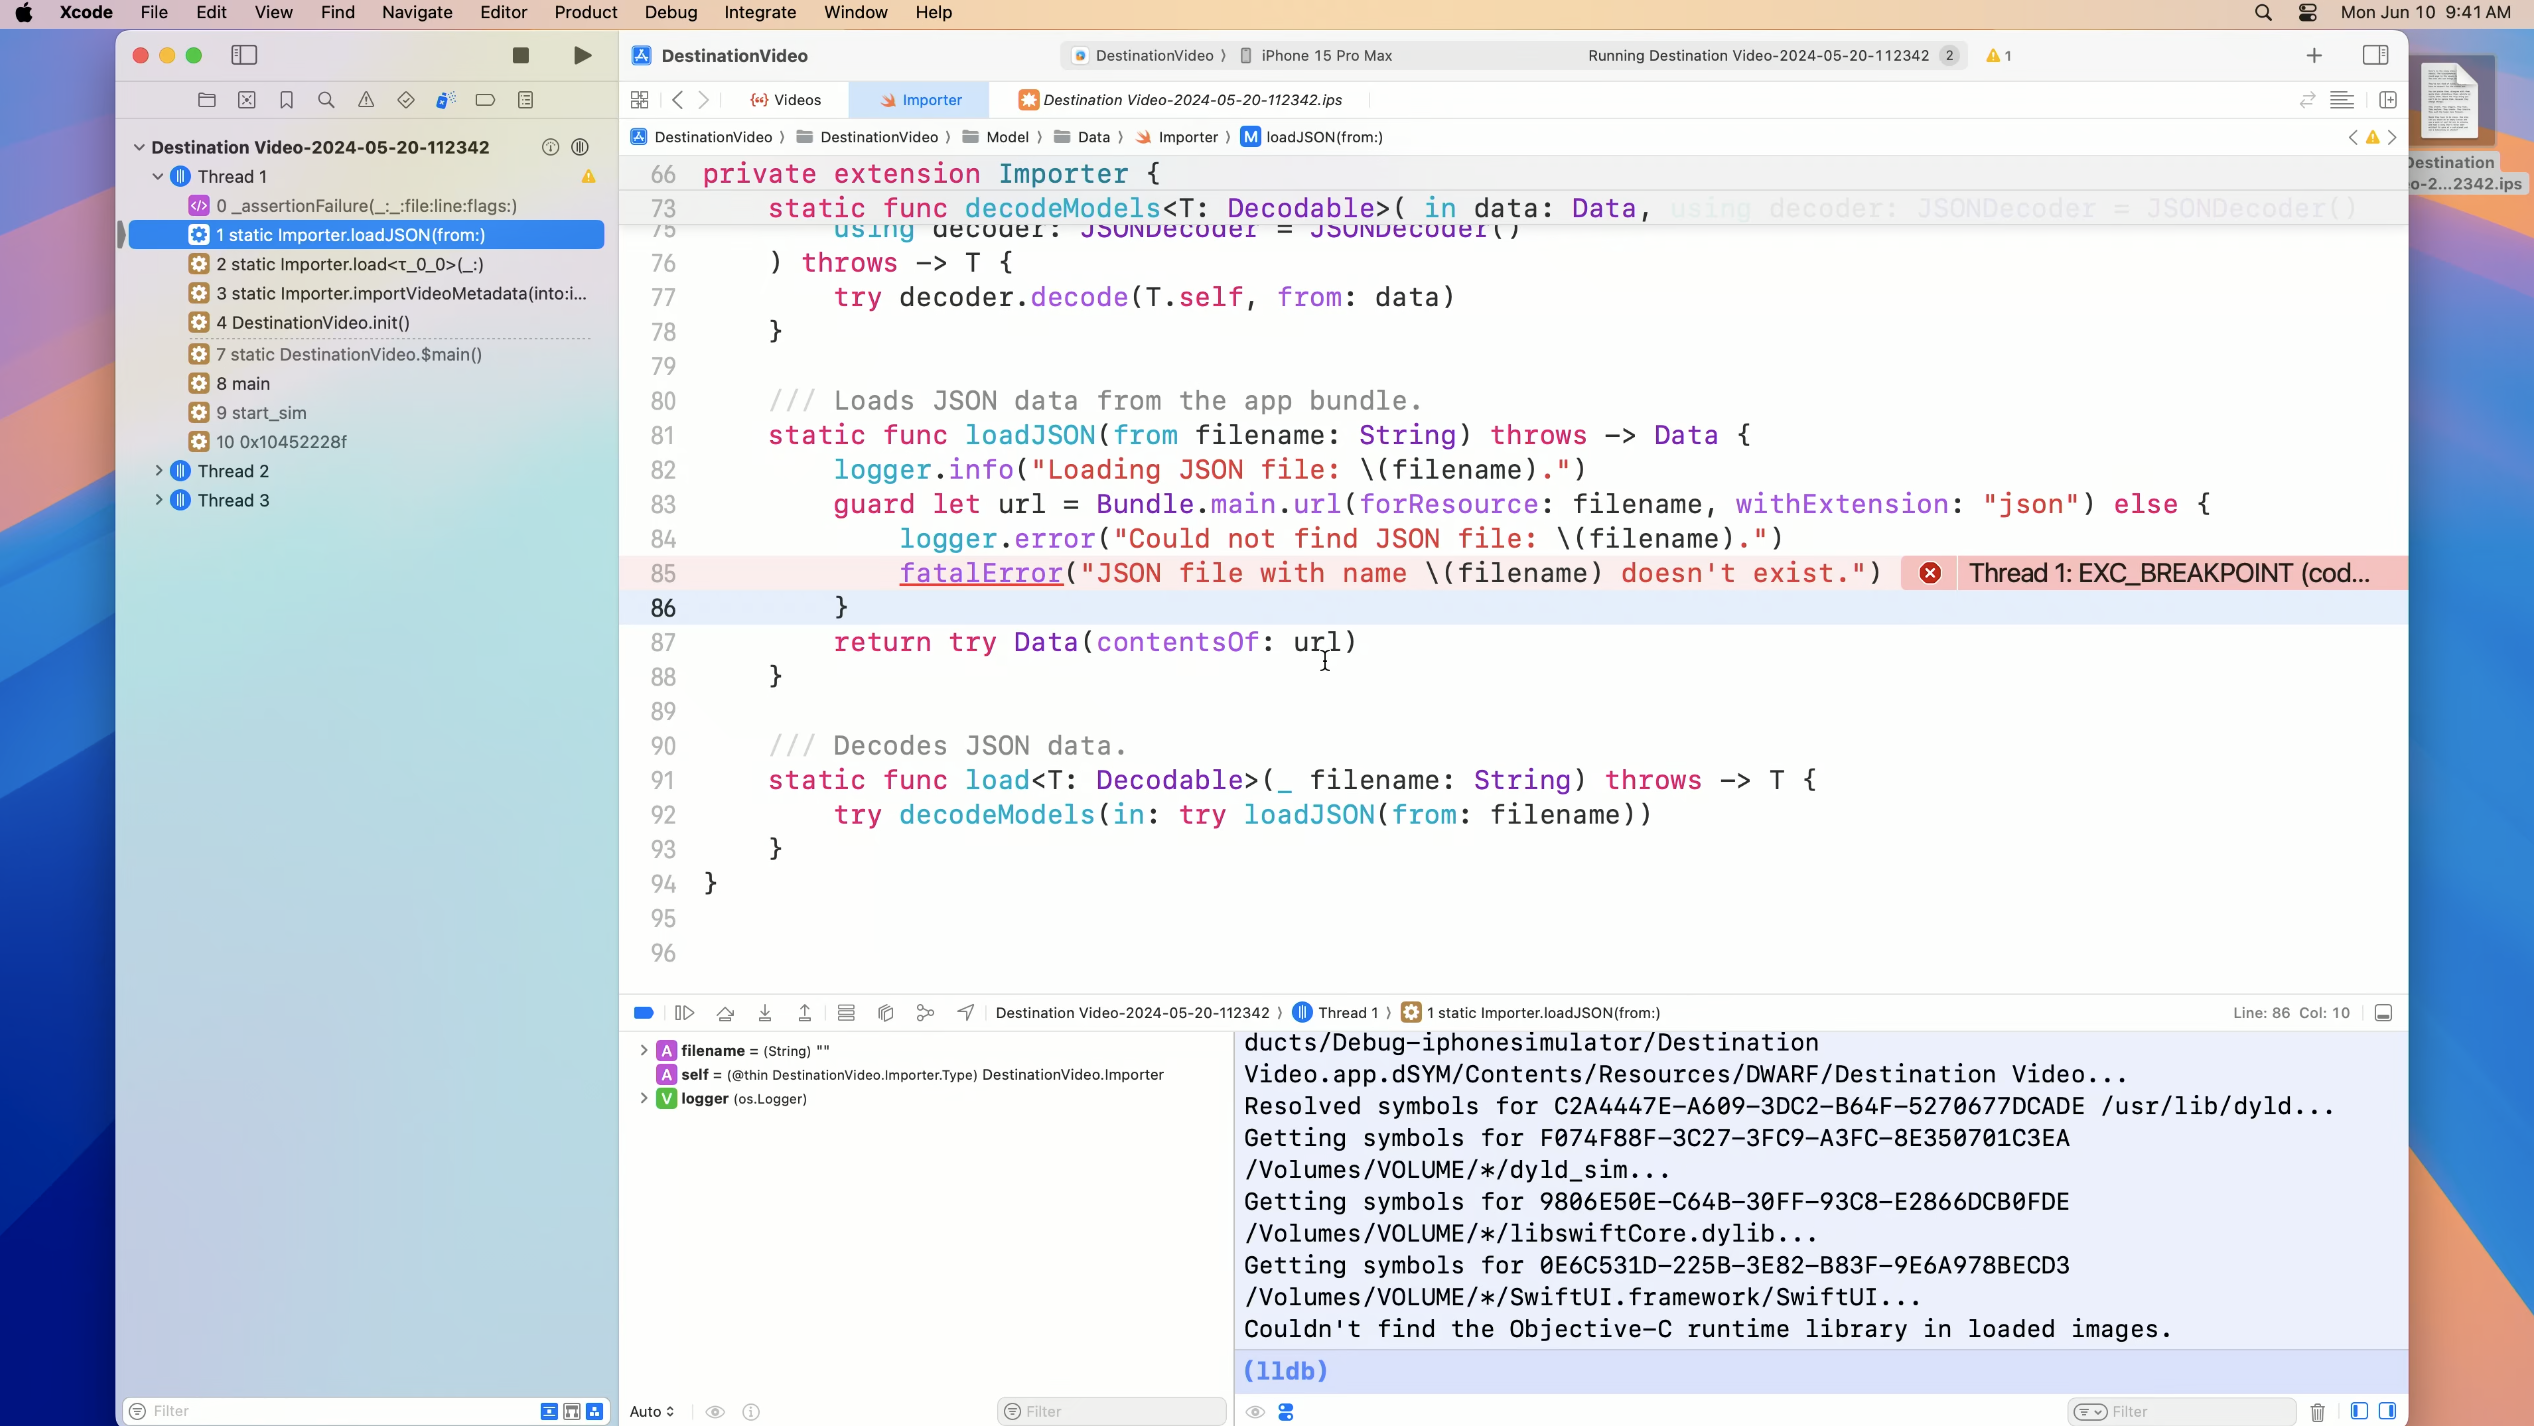 Xcode File Edit View Find Navigate Editor Product Debug Integrate Window Help Mon Jun 10 9:41 AM
DestinationVideo DestinationVideo iPhone 15 Pro Max Running Destination Video-2024-05-20-112342 2 1
Videos Importer Destination Video-2024-05-20-112342.ips
DestinationVideo DestinationVideo Model Data Importer M loadJSON(from:)
Destination Video-2024-05-20-112342
Thread 1
0 _assertionFailure(_:_:file:line:flags:)
1 static Importer.loadJSON(from:)
2 static Importer.load<τ_0_0>(_:)
3 static Importer.importVideoMetadata(into:i...
4 DestinationVideo.init()
7 static DestinationVideo.$main()
8 main
9 start_sim
10 0x10452228f
Thread 2
Thread 3
Filter
66 private extension Importer {
73 static func decodeModels<T: Decodable>( in data: Data, using decoder: JSONDecoder = JSONDecoder()
75 using decoder: JSONDecoder = JSONDecoder()
76 ) throws -> T {
77 try decoder.decode(T.self, from: data)
78 }
79
80 /// Loads JSON data from the app bundle.
81 static func loadJSON(from filename: String) throws -> Data {
82 logger.info("Loading JSON file: \(filename).")
83 guard let url = Bundle.main.url(forResource: filename, withExtension: "json") else {
84 logger.error("Could not find JSON file: \(filename).")
85 fatalError("JSON file with name \(filename) doesn't exist.") Thread 1: EXC_BREAKPOINT (cod...
86 }
87 return try Data(contentsOf: url)
88 }
89
90 /// Decodes JSON data.
91 static func load<T: Decodable>(_ filename: String) throws -> T {
92 try decodeModels(in: try loadJSON(from: filename))
93 }
94 }
95
96
Destination Video-2024-05-20-112342 Thread 1 1 static Importer.loadJSON(from:) Line: 86 Col: 10
A filename = (String) ""
A self = (@thin DestinationVideo.Importer.Type) DestinationVideo.Importer
V logger (os.Logger)
Auto Filter
ducts/Debug-iphonesimulator/Destination
Video.app.dSYM/Contents/Resources/DWARF/Destination Video...
Resolved symbols for C2A4447E-A609-3DC2-B64F-5270677DCADE /usr/lib/dyld...
Getting symbols for F074F88F-3C27-3FC9-A3FC-8E350701C3EA
/Volumes/VOLUME/*/dyld_sim...
Getting symbols for 9806E50E-C64B-30FF-93C8-E2866DCB0FDE
/Volumes/VOLUME/*/libswiftCore.dylib...
Getting symbols for 0E6C531D-225B-3E82-B83F-9E6A978BECD3
/Volumes/VOLUME/*/SwiftUI.framework/SwiftUI...
Couldn't find the Objective-C runtime library in loaded images.
(lldb)
Filter
Destination
eo-2...2342.ips